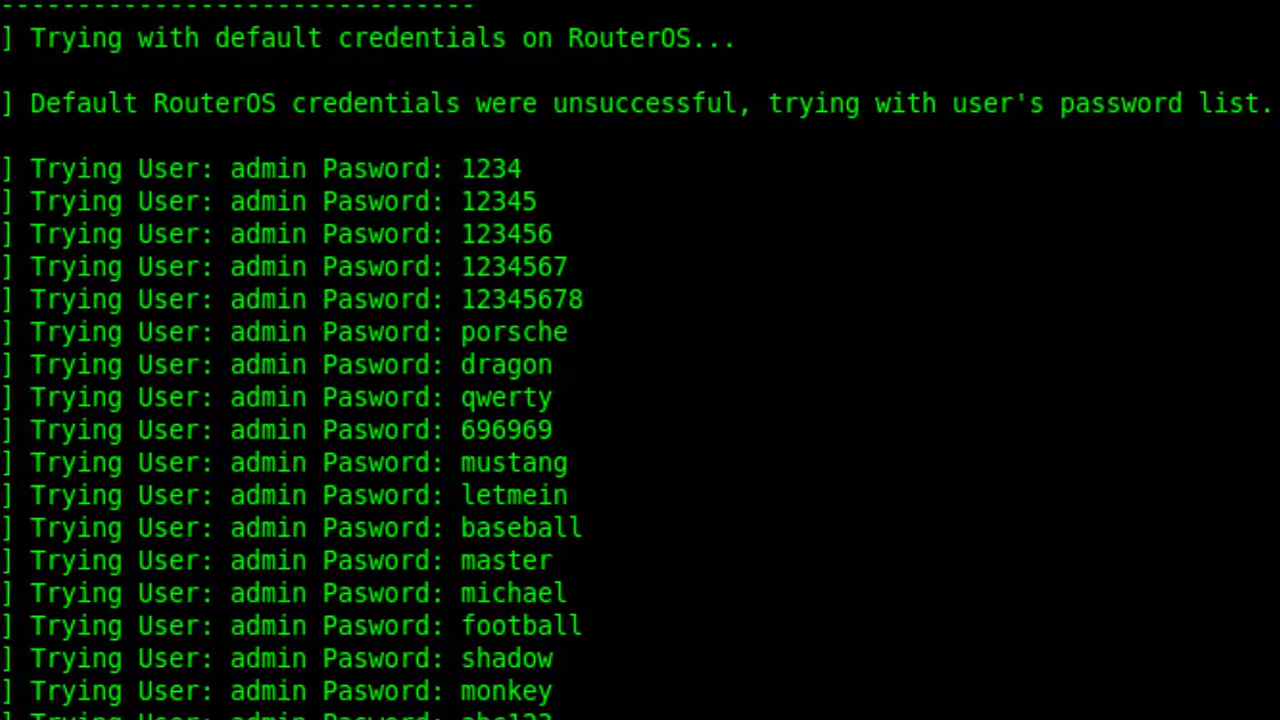 ------------------------------
] Trying with default credentials on RouterOS...
] Default RouterOS credentials were unsuccessful, trying with user's password list.
] Trying User: admin Pasword: 1234
] Trying User: admin Pasword: 12345
] Trying User: admin Pasword: 123456
] Trying User: admin Pasword: 1234567
] Trying User: admin Pasword: 12345678
] Trying User: admin Pasword: porsche
] Trying User: admin Pasword: dragon
] Trying User: admin Pasword: qwerty
] Trying User: admin Pasword: 696969
] Trying User: admin Pasword: mustang
] Trying User: admin Pasword: letmein
] Trying User: admin Pasword: baseball
] Trying User: admin Pasword: master
] Trying User: admin Pasword: michael
] Trying User: admin Pasword: football
] Trying User: admin Pasword: shadow
] Trying User: admin Pasword: monkey
] Trying User: admin Pasword: abc123